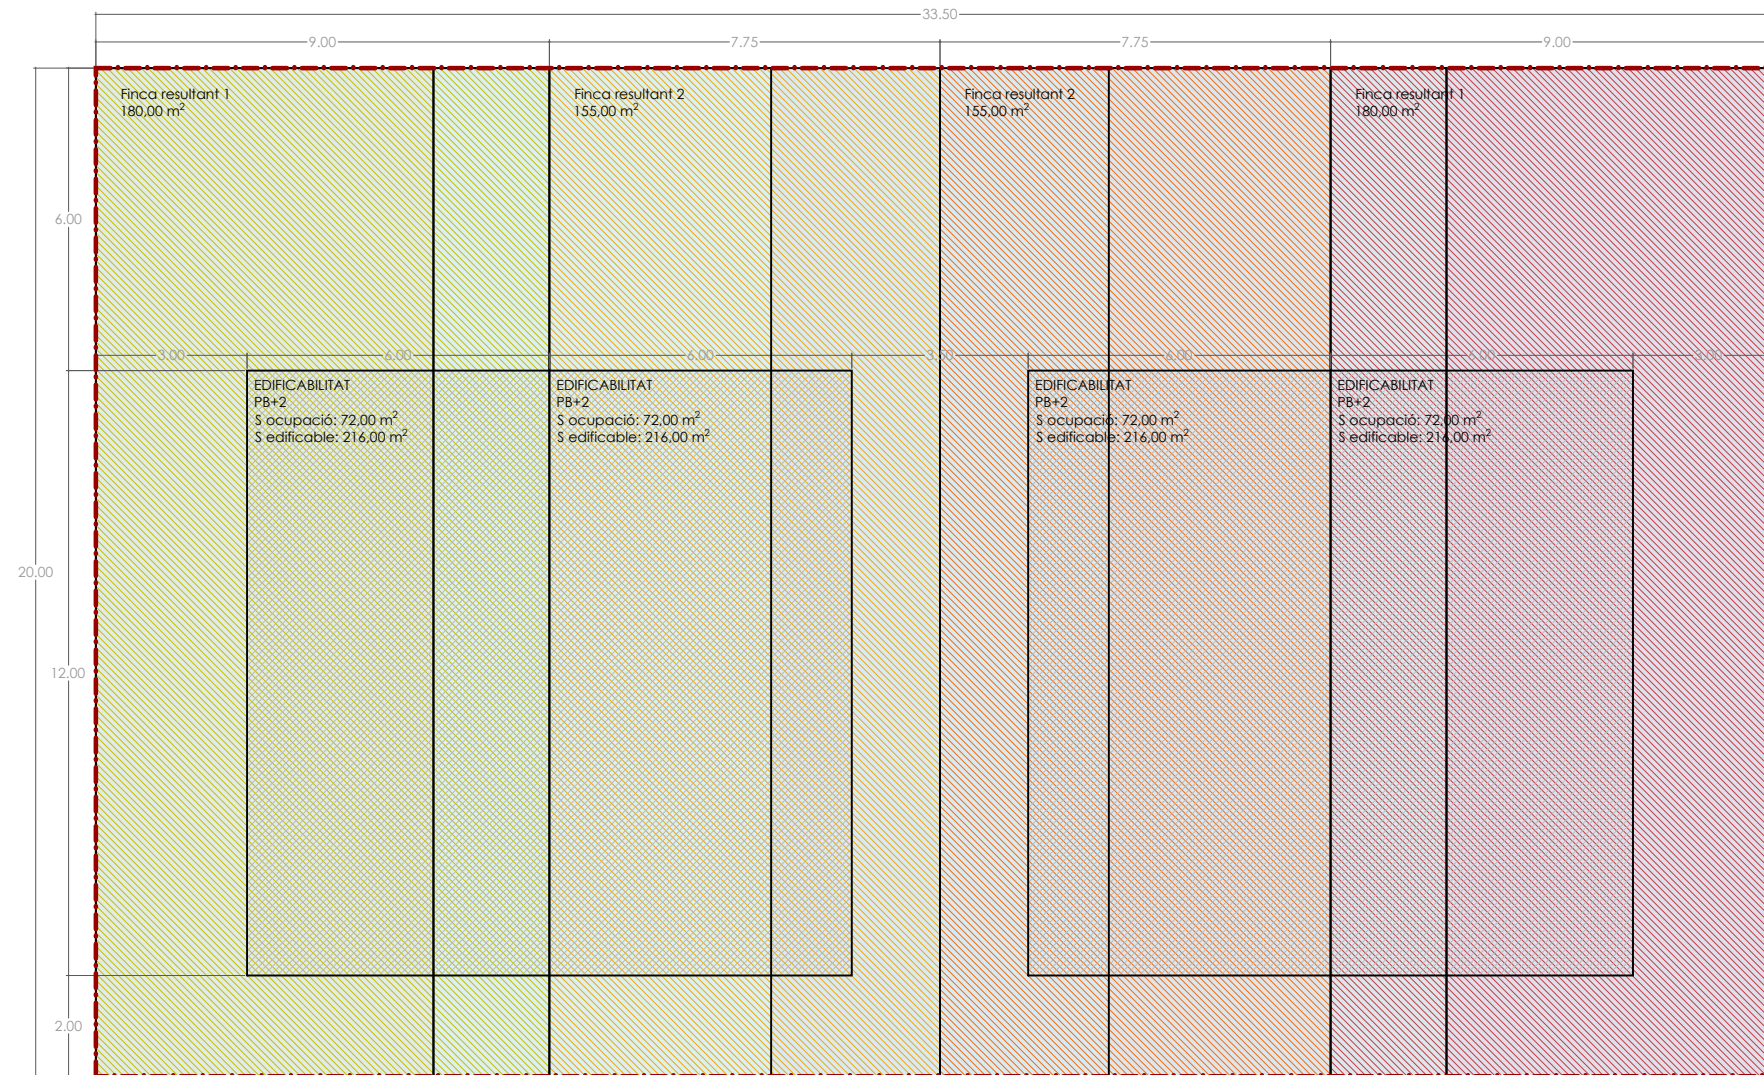 33.50
9.00
7.75
7.75
9.00
Finca resultant 1
180,00 m²
Finca resultant 2
155,00 m²
Finca resultant 2
155,00 m²
Finca resultant 1
180,00 m²
6.00
3.00
6.00
6.00
3.50
6.00
6.00
3.00
EDIFICABILITAT
PB+2
S ocupació: 72,00 m²
S edificable: 216,00 m²
EDIFICABILITAT
PB+2
S ocupació: 72,00 m²
S edificable: 216,00 m²
EDIFICABILITAT
PB+2
S ocupació: 72,00 m²
S edificable: 216,00 m²
EDIFICABILITAT
PB+2
S ocupació: 72,00 m²
S edificable: 216,00 m²
20.00
12.00
2.00